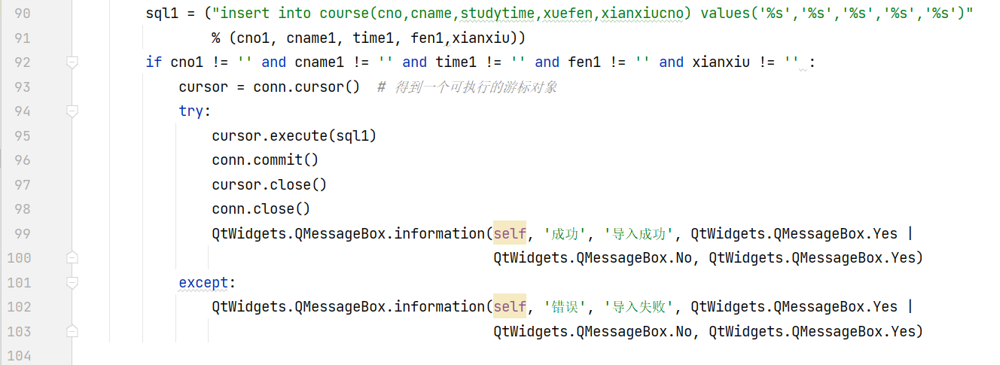 90 sql1 = ("insert into course(cno,cname,studytime,xuefen,xianxiucno) values('%s','%s','%s','%s','%s')"
91 % (cno1, cname1, time1, fen1,xianxiu))
92 if cno1 != '' and cname1 != '' and time1 != '' and fen1 != '' and xianxiu != '' :
93 cursor = conn.cursor()  # 得到一个可执行的游标对象
94 try:
95 cursor.execute(sql1)
96 conn.commit()
97 cursor.close()
98 conn.close()
99 QtWidgets.QMessageBox.information(self, '成功', '导入成功', QtWidgets.QMessageBox.Yes |
100 QtWidgets.QMessageBox.No, QtWidgets.QMessageBox.Yes)
101 except:
102 QtWidgets.QMessageBox.information(self, '错误', '导入失败', QtWidgets.QMessageBox.Yes |
103 QtWidgets.QMessageBox.No, QtWidgets.QMessageBox.Yes)
104